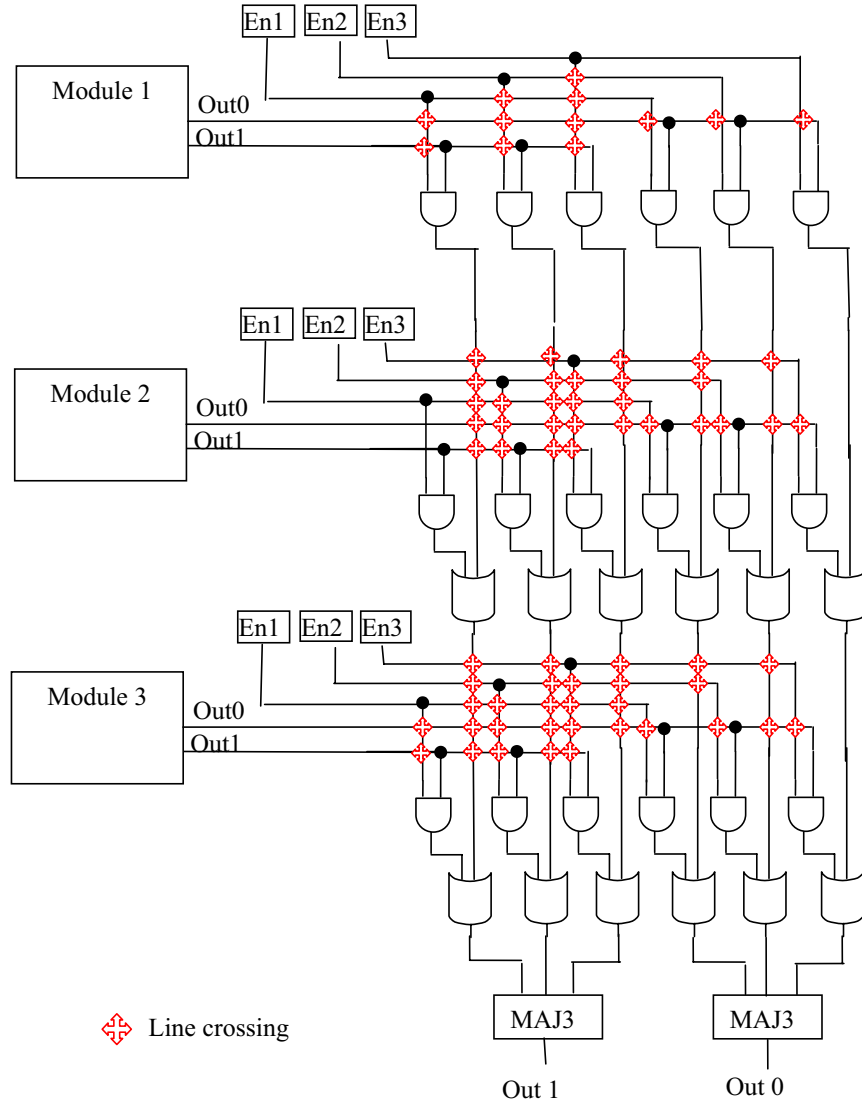 En1 En2 En3
Module 1
Out0
Out1
En1 En2 En3
Module 2
Out0
Out1
En1 En2 En3
Module 3
Out0
Out1
MAJ3 MAJ3
Line crossing
Out 1 Out 0